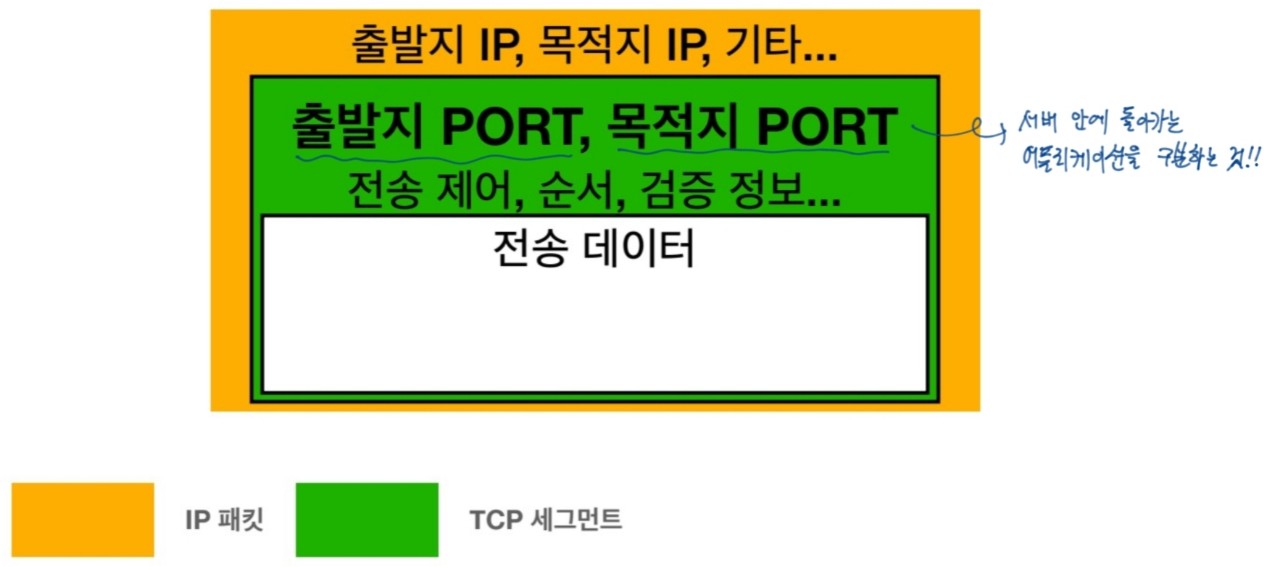 출발지 IP, 목적지 IP, 기타...
출발지 PORT, 목적지 PORT
서버 안에 돌아가는
어플리케이션을 구분하는 것!!
전송 제어, 순서, 검증 정보...
전송 데이터
IP 패킷
TCP 세그먼트